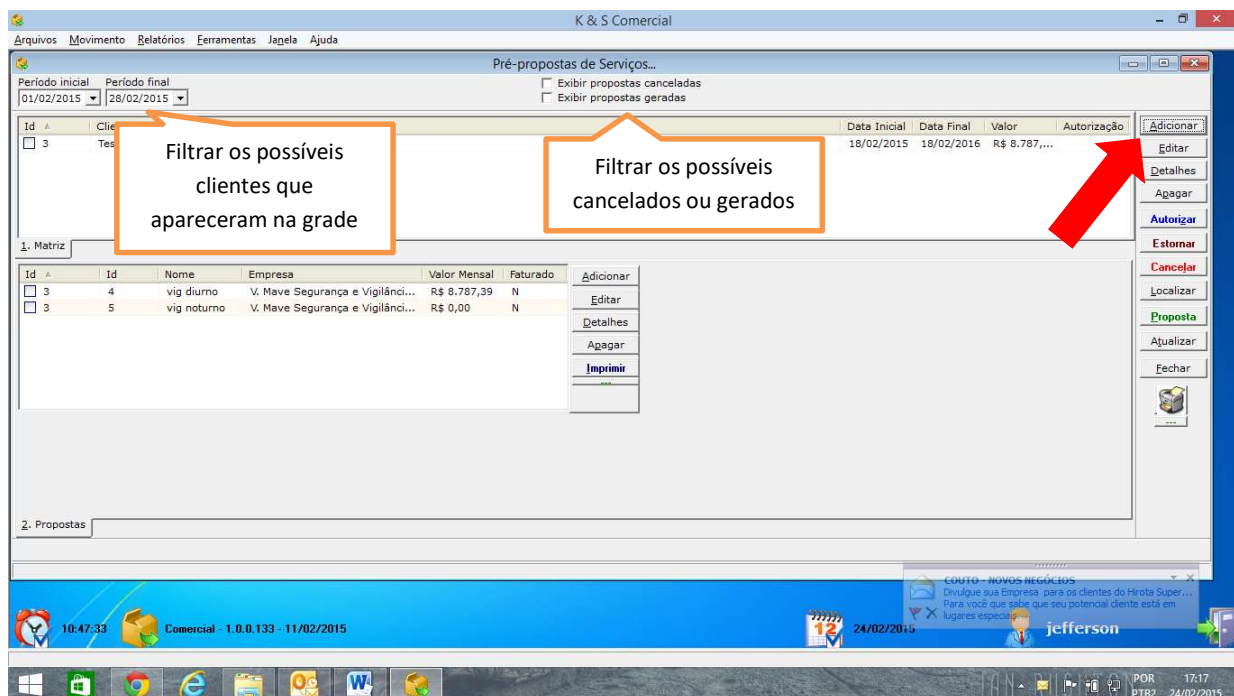 K & S Comercial
Arquivos Movimento Relatórios Ferramentas Janela Ajuda
Pré-propostas de Serviços...
Período inicial Período final
01/02/2015 28/02/2015
Exibir propostas canceladas
Exibir propostas geradas
Id Clie Data Inicial Data Final Valor Autorização
3 Tes 18/02/2015 18/02/2016 R$ 8.787,...
Filtrar os possíveis
clientes que
apareceram na grade
Filtrar os possíveis
cancelados ou gerados
Adicionar
Editar
Detalhes
Apagar
Autorizar
Estornar
Cancelar
Localizar
Proposta
Atualizar
Fechar
...
1. Matriz
Id Id Nome Empresa Valor Mensal Faturado
3 4 vig diurno V. Mave Segurança e Vigilânci... R$ 8.787,39 N
3 5 vig noturno V. Mave Segurança e Vigilânci... R$ 0,00 N
Adicionar
Editar
Detalhes
Apagar
Imprimir
...
2. Propostas
COUTO - NOVOS NEGÓCIOS
Divulgue sua Empresa para os clientes do Hirota Super...
Para você que sabe que seu potencial cliente está em
lugares especiais
10:47:33 Comercial - 1.0.0.133 - 11/02/2015 12 24/02/2015 jefferson
POR 17:17
PTB2 24/02/2015